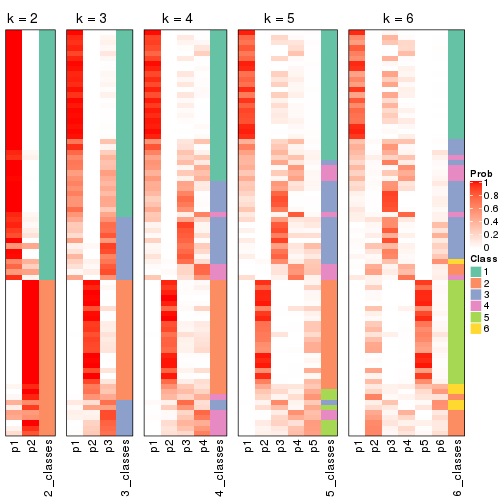 k = 2
k = 3
k = 4
k = 5
k = 6
p1
p2
2_classes
p1
p2
p3
3_classes
p1
p2
p3
p4
4_classes
p1
p2
p3
p4
p5
5_classes
p1
p2
p3
p4
p5
p6
6_classes
Prob
1
0.8
0.6
0.4
0.2
0
Class
1
2
3
4
5
6